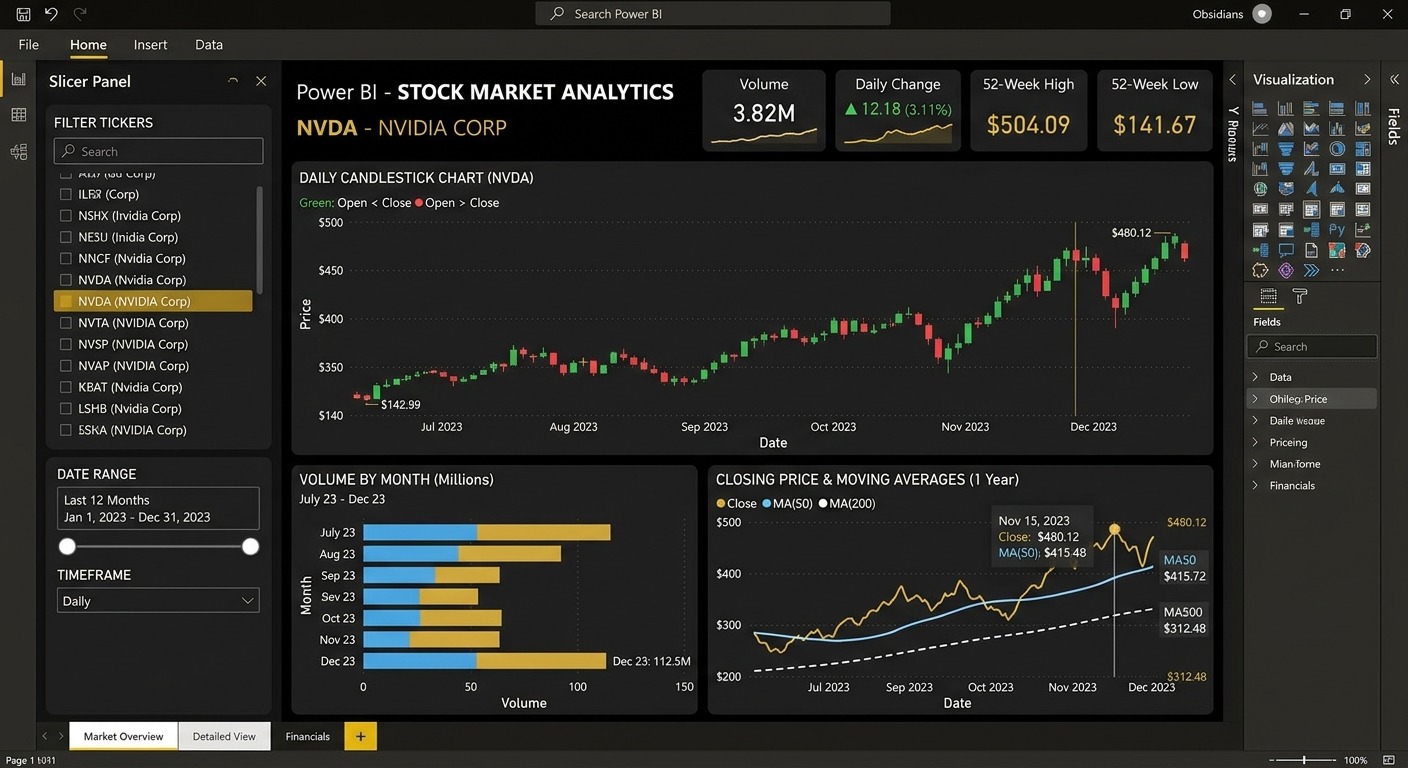 Search Power BI
Obsidians
File
Home
Insert
Data
Slicer Panel
FILTER TICKERS
Search
(Corp)
NSHX (Irvidia Corp)
NESU (Inidia Corp)
NNCF (Nvidia Corp)
NVDA (Nvidia Corp)
NVDA (NVIDIA Corp)
NVTA (NVIDIA Corp)
NVSP (NVIDIA Corp)
NVAP (NVIDIA Corp)
KBAT (Nvidia Corp)
LSHB (Nvidia Corp)
(NVIDIA Corp)
DATE RANGE
Last 12 Months
Jan 1, 2023 - Dec 31, 2023
TIMEFRAME
Daily
Power BI - STOCK MARKET ANALYTICS
NVDA - NVIDIA CORP
Volume
3.82M
Daily Change
▲ 12.18 (3.11%)
52-Week High
$504.09
52-Week Low
$141.67
DAILY CANDLESTICK CHART (NVDA)
Green: Open < Close Open > Close
$500
$450
$400
$350
$140
Price
$480.12
$142.99
Jul 2023
Aug 2023
Sep 2023
Oct 2023
Nov 2023
Dec 2023
Date
VOLUME BY MONTH (Millions)
July 23 - Dec 23
Month
July 23
Aug 23
Sep 23
Sev 23
Oct 23
Nov 23
Dec 23
Dec 23: 112.5M
0
50
100
150
Volume
CLOSING PRICE & MOVING AVERAGES (1 Year)
Close MA(50) MA(200)
$500
$400
$300
$200
Nov 15, 2023
Close: $480.12
MA(50): $415.48
$480.12
MA50
$415.72
MA500
$312.48
$312.48
Jul 2023
Sep 2023
Oct 2023
Nov 2023
Dec 2023
Date
Visualization
Py
Fields
Search
Data
Price
Daile
Priceing
Financials
Fields
Market Overview
Detailed View
Financials
+
Page 1
100%